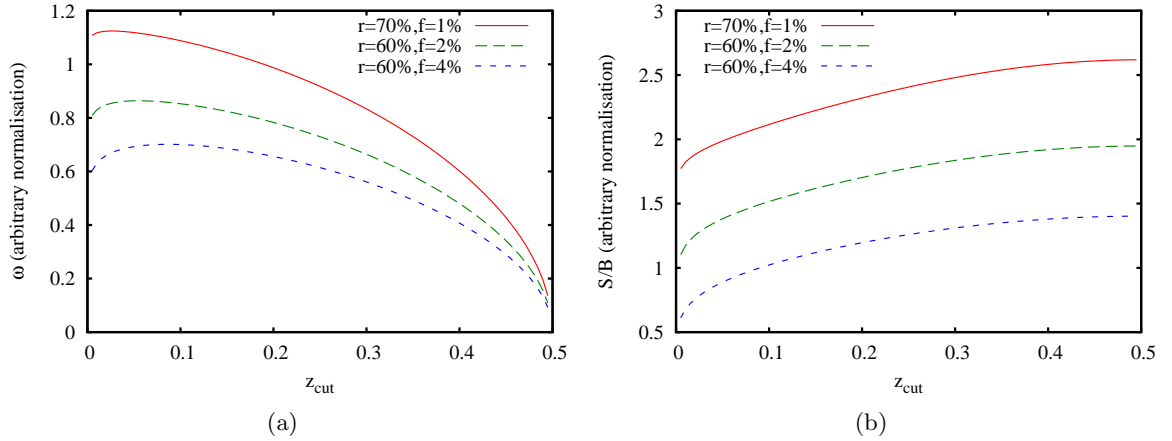 r=70%,f=1%
r=60%,f=2%
r=60%,f=4%
1.2
1
0.8
0.6
0.4
0.2
0
ω (arbitrary normalisation)
0 0.1 0.2 0.3 0.4 0.5
z_cut
(a)
r=70%,f=1%
r=60%,f=2%
r=60%,f=4%
3
2.5
2
1.5
1
0.5
S/B (arbitrary normalisation)
0 0.1 0.2 0.3 0.4 0.5
z_cut
(b)